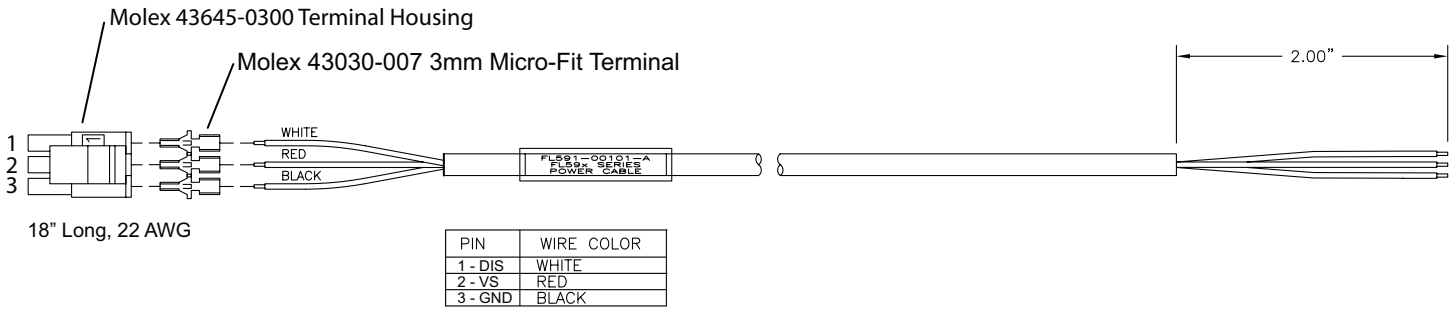 Molex 43645-0300 Terminal Housing
Molex 43030-007 3mm Micro-Fit Terminal
2.00"
1
2
3
1
WHITE
RED
BLACK
FL591-00101-A
FL59x SERIES
POWER CABLE
18” Long, 22 AWG
PIN WIRE COLOR
1 - DIS WHITE
2 - VS RED
3 - GND BLACK